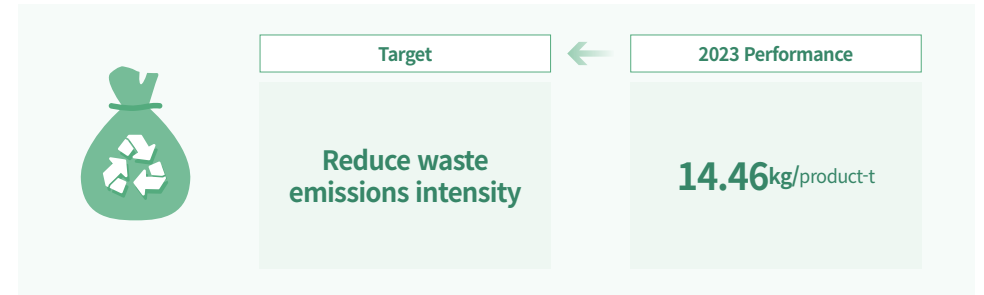 Target
2023 Performance
Reduce waste
emissions intensity
14.46kg/product-t